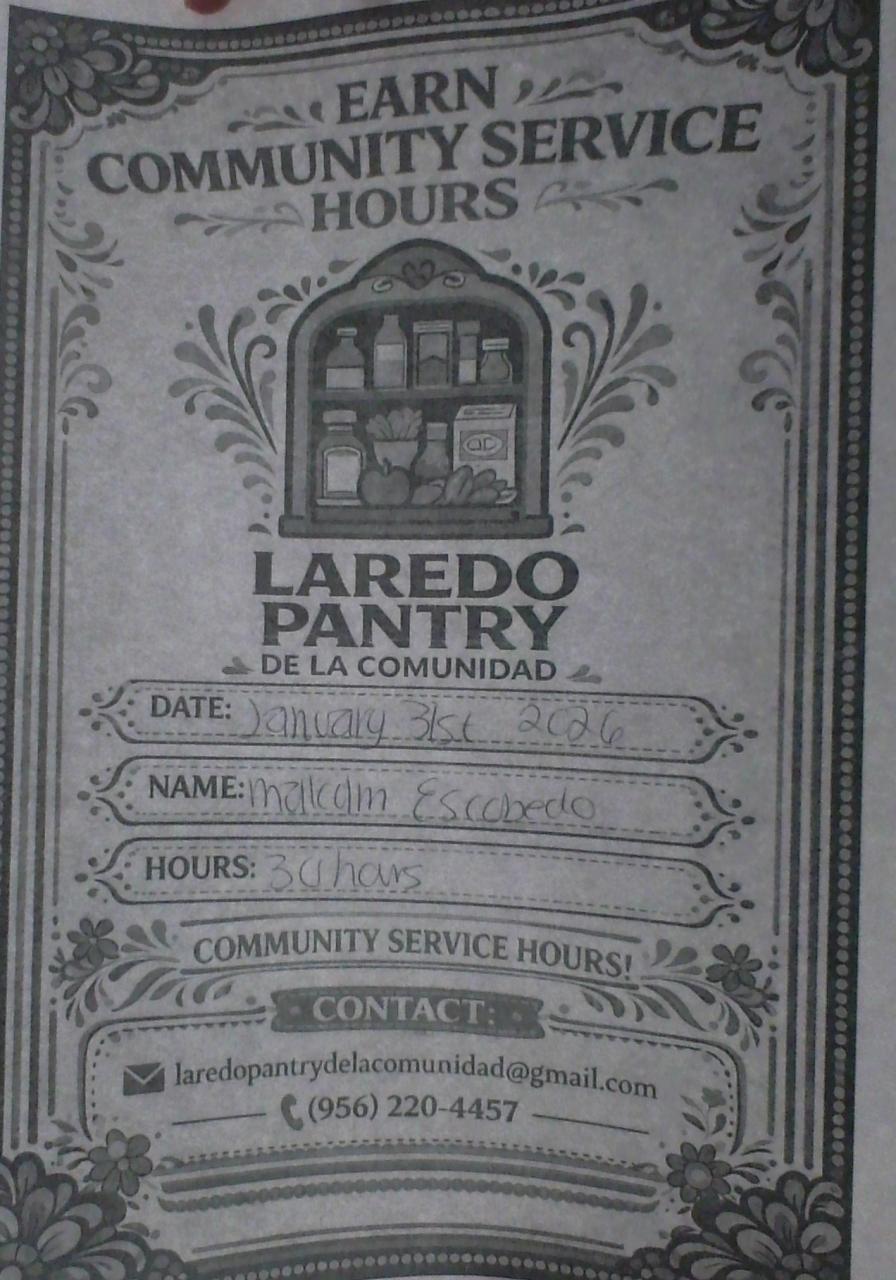 EARN
COMMUNITY SERVICE
HOURS
LAREDO
PANTRY
DE LA COMUNIDAD
DATE: January 31st 2026
NAME: Malcolm Escobedo
HOURS: 30 hours
COMMUNITY SERVICE HOURS!
CONTACT:
laredopantrydelacomunidad@gmail.com
(956) 220-4457